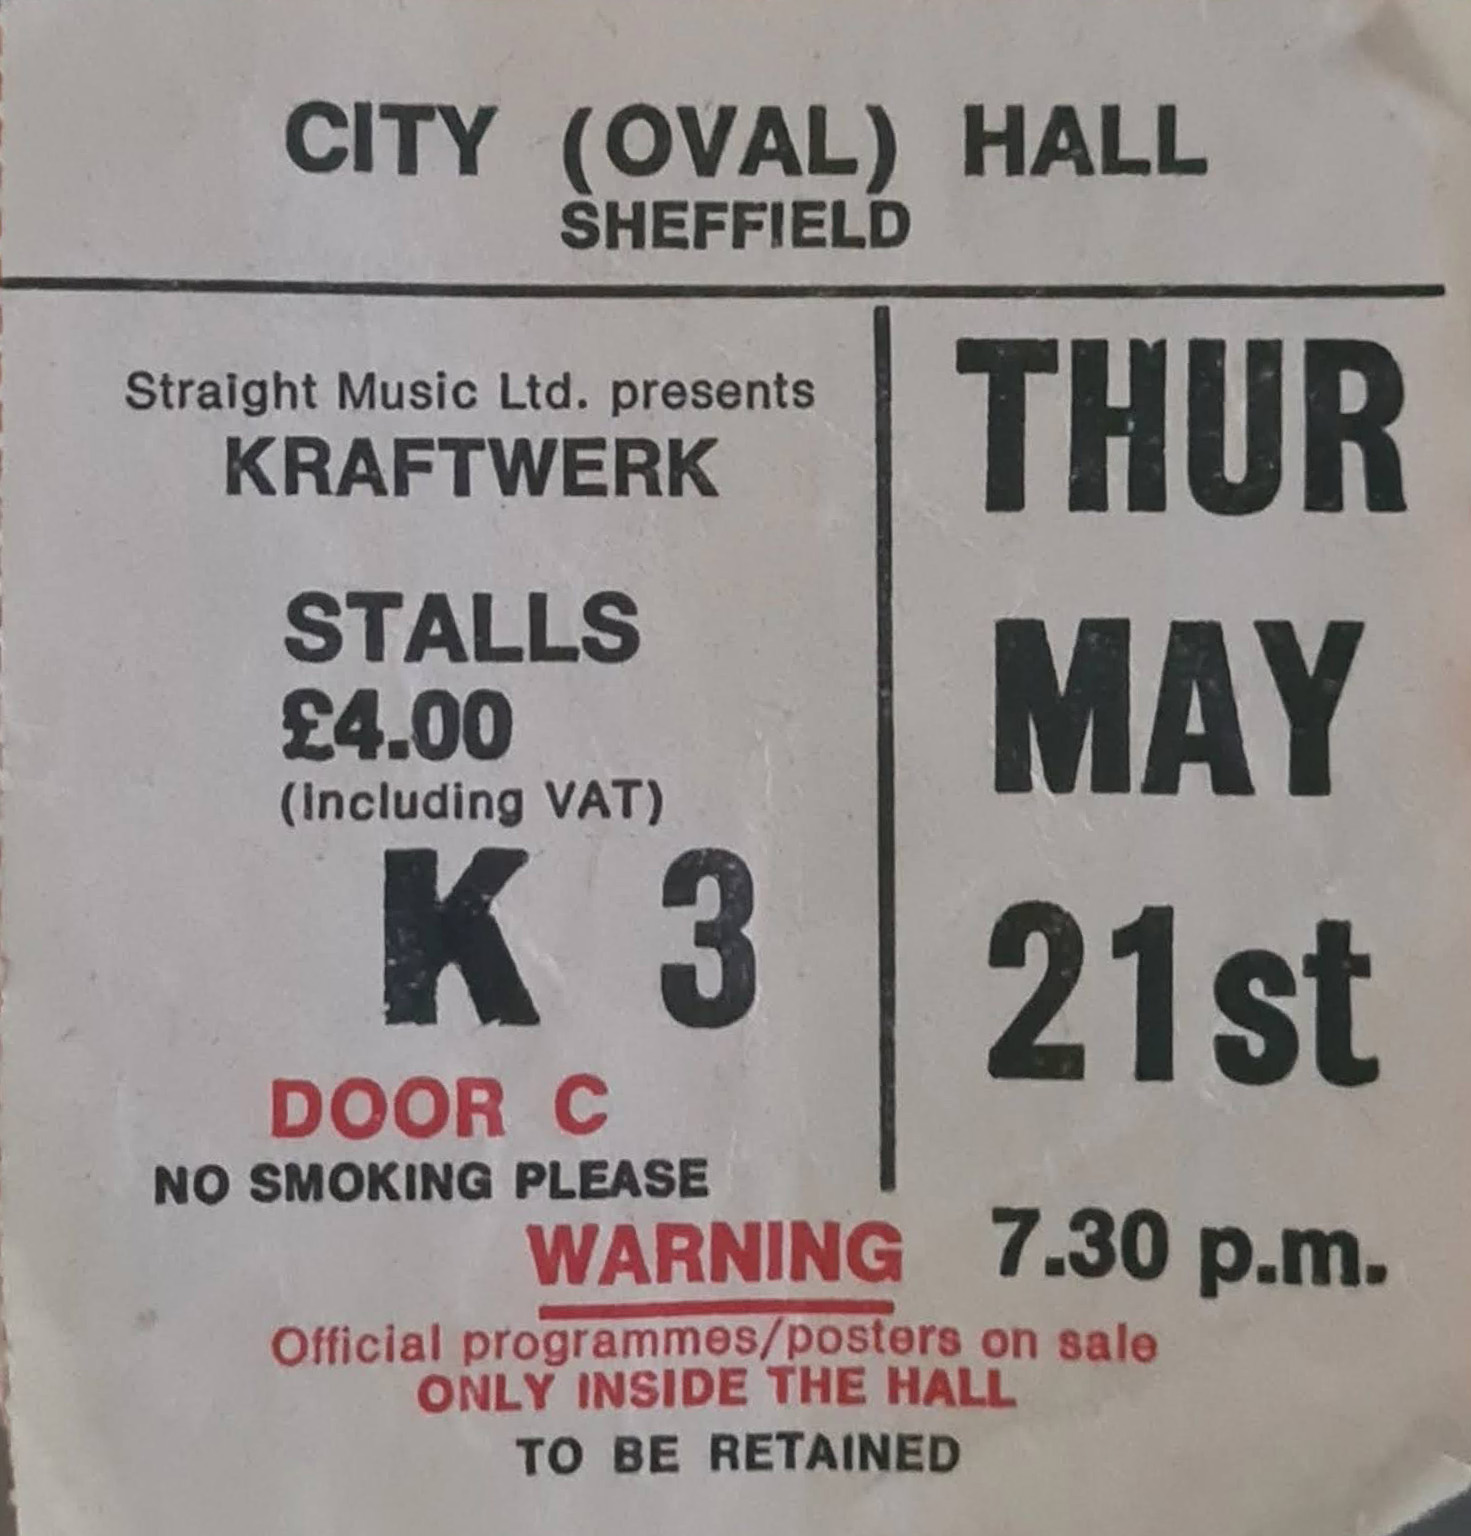 CITY (OVAL) HALL
SHEFFIELD
Straight Music Ltd. presents
KRAFTWERK
STALLS
£4.00
(including VAT)
K 3
DOOR C
NO SMOKING PLEASE
THUR
MAY
21st
7.30 p.m.
WARNING
Official programmes/posters on sale
ONLY INSIDE THE HALL
TO BE RETAINED